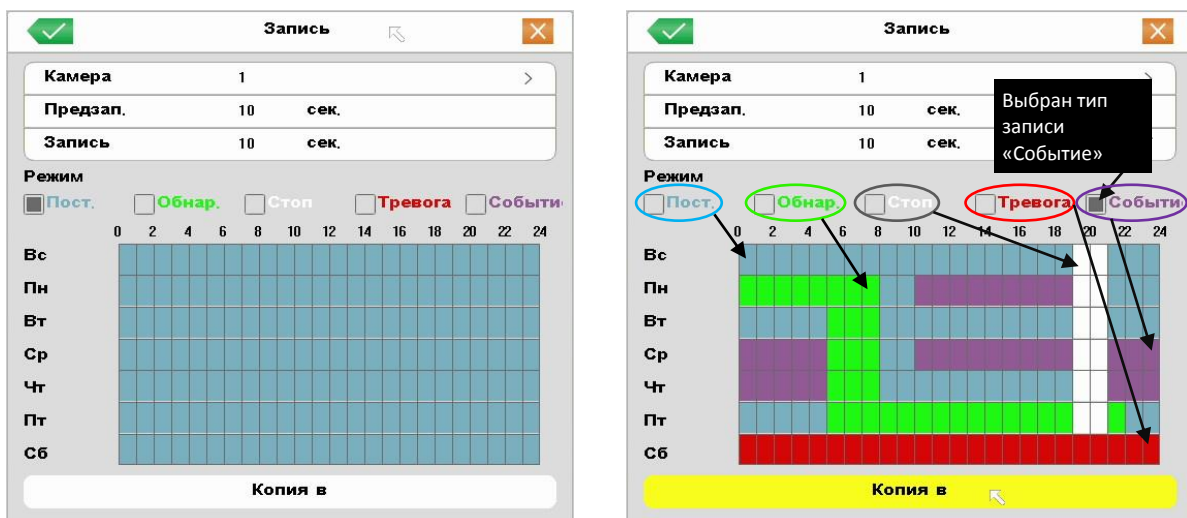 Запись
Камера 1 >
Предзап. 10 сек.
Запись 10 сек.
Режим
Пост. Обнар. Стоп Тревога Событи
0 2 4 6 8 10 12 14 16 18 20 22 24
Вс
Пн
Вт
Ср
Чт
Пт
Сб
Копия в
Запись
Камера 1
Предзап. 10 сек.
Запись 10 сек.
Выбран тип
записи
«Событие»
Режим
Пост. Обнар. Стоп Тревога Событи
0 2 4 6 8 10 12 14 16 18 20 22 24
Вс
Пн
Вт
Ср
Чт
Пт
Сб
Копия в